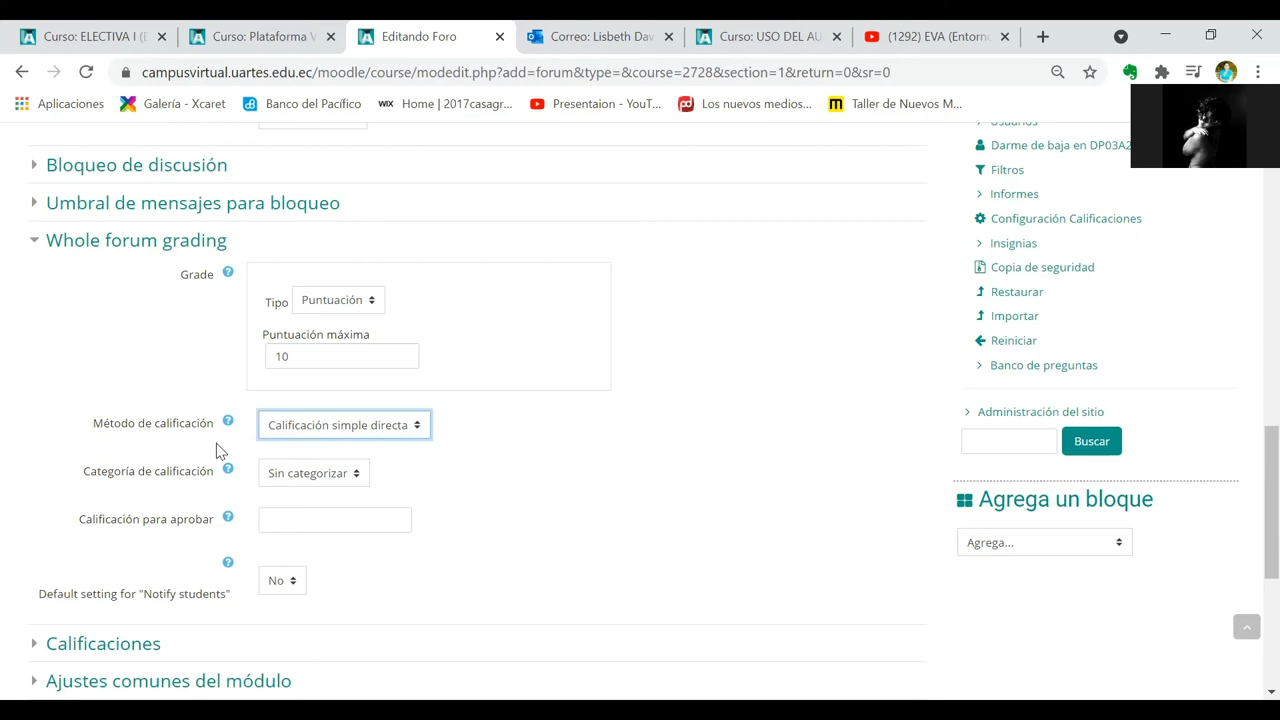 Curso: ELECTIVA I (E
Curso: Plataforma V
Editando Foro
Correo: Lisbeth Dav
Curso: USO DEL AU
(1292) EVA (Entorno
campusvirtual.uartes.edu.ec/moodle/course/modedit.php?add=forum&type=&course=2728&section=1&return=0&sr=0
Aplicaciones
Galería - Xcaret
Banco del Pacífico
WIX Home | 2017casagr...
Presentaion - YouT...
Los nuevos medios...
Taller de Nuevos M...
Bloqueo de discusión
Umbral de mensajes para bloqueo
Whole forum grading
Grade
Tipo Puntuación
Puntuación máxima
10
Método de calificación Calificación simple directa
Categoría de calificación Sin categorizar
Calificación para aprobar
No
Default setting for "Notify students"
Calificaciones
Ajustes comunes del módulo
Usuarios
Darme de baja en DP03A2
Filtros
Informes
Configuración Calificaciones
Insignias
Copia de seguridad
Restaurar
Importar
Reiniciar
Banco de preguntas
Administración del sitio
Buscar
Agrega un bloque
Agrega...